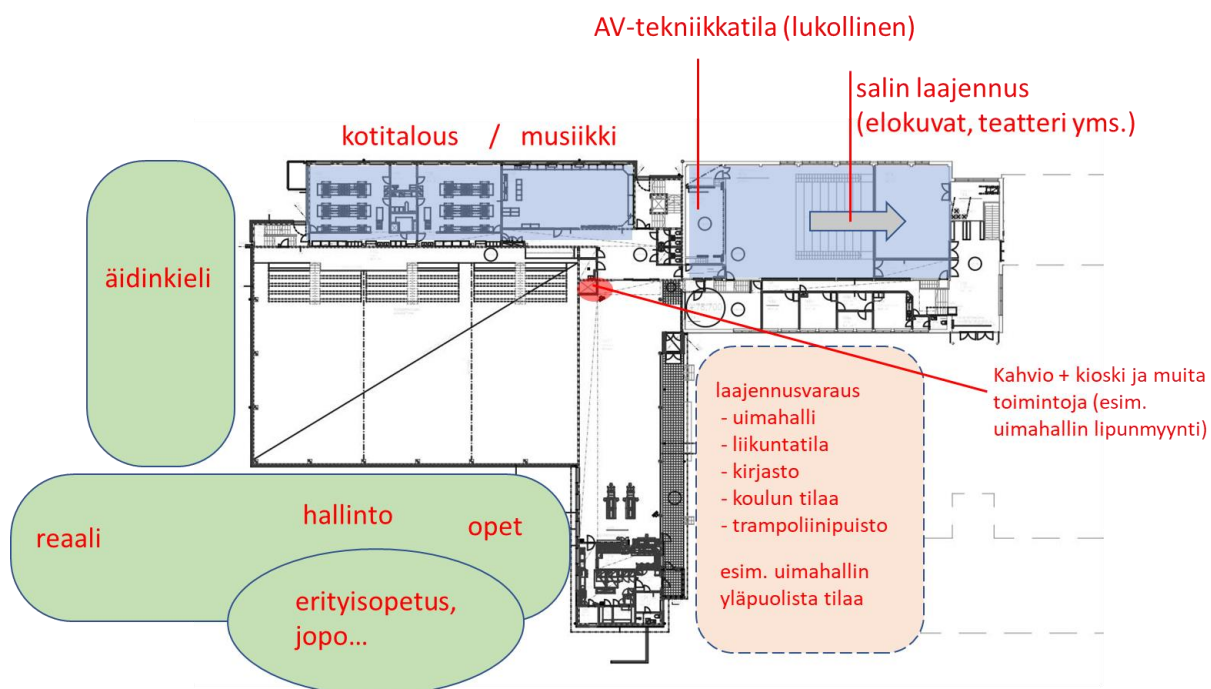 AV-tekniikkatila (lukollinen)
salin laajennus
(elokuvat, teatteri yms.)
kotitalous / musiikki
äidinkieli
Kahvio + kioski ja muita
toimintoja (esim.
uimahallin lipunmyynti)
laajennusvaraus
- uimahalli
- liikuntatila
- kirjasto
- koulun tilaa
- trampoliinipuisto
esim. uimahallin
yläpuolista tilaa
reaali
hallinto
opet
erityisopetus,
jopo...